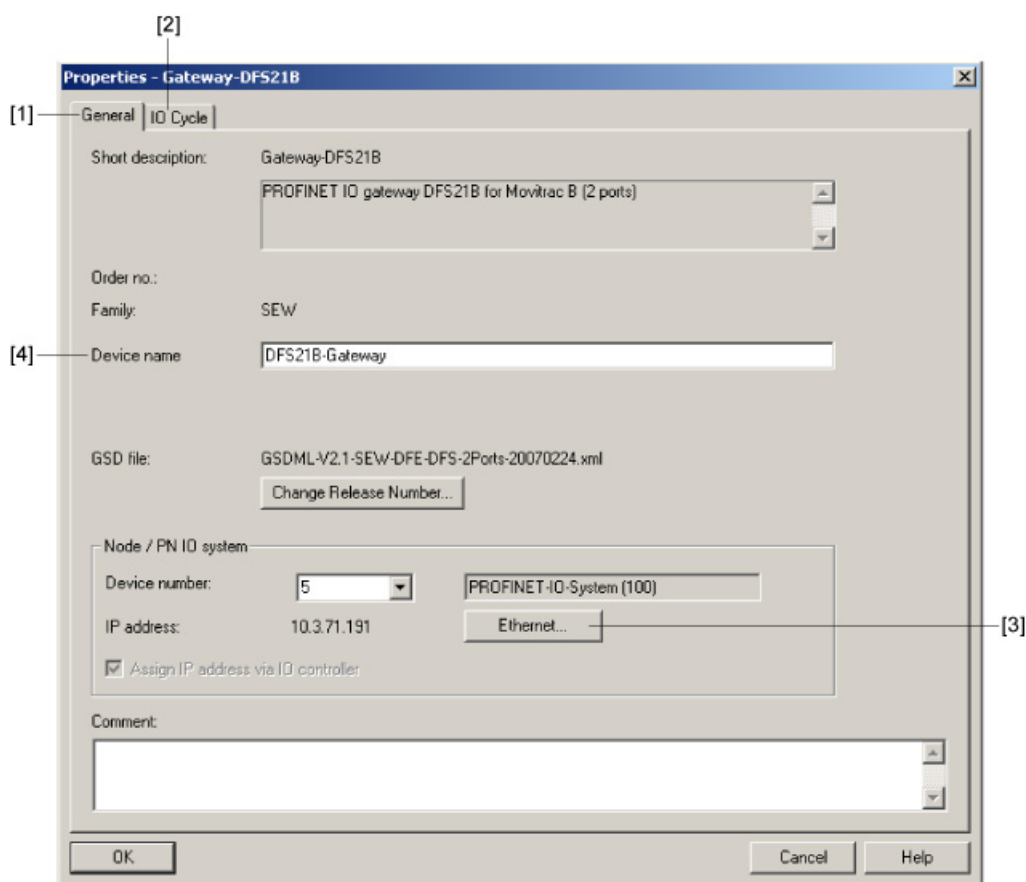 [2]
Properties - Gateway-DFS21B
[1]
General
IO Cycle
Short description:
Gateway-DFS21B
PROFINET IO gateway DFS21B for Movitrac B (2 ports)
Order no.:
Family:
SEW
[4]
Device name
DFS21B-Gateway
GSD file:
GSDML-V2.1-SEW-DFE-DFS-2Ports-20070224.xml
Change Release Number...
Node / PN IO system
Device number:
5
PROFINET-IO-System (100)
IP address:
10.3.71.191
Ethernet...
[3]
Assign IP address via IO controller
Comment:
OK
Cancel
Help